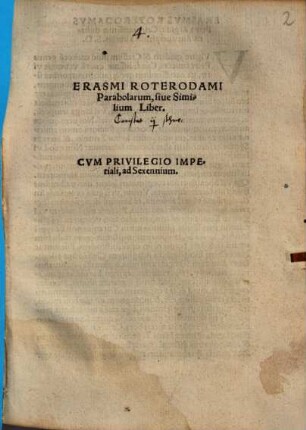 4.
2
ERASMI ROTERODAMI
Parabolarum, siue Simi-
lium Liber.
CVM PRIVILEGIO IMPE-
riali, ad Sexennium.